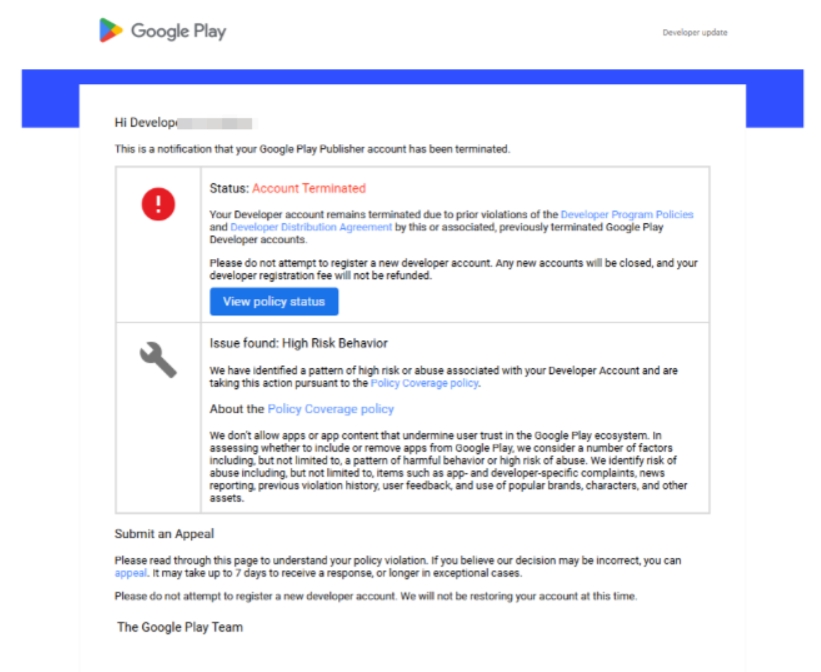 Google Play
Developer update
Hi Develop
This is a notification that your Google Play Publisher account has been terminated.
Status: Account Terminated
Your Developer account remains terminated due to prior violations of the Developer Program Policies
and Developer Distribution Agreement by this or associated, previously terminated Google Play
Developer accounts.
Please do not attempt to register a new developer account. Any new accounts will be closed, and your
developer registration fee will not be refunded.
View policy status
Issue found: High Risk Behavior
We have identified a pattern of high risk or abuse associated with your Developer Account and are
taking this action pursuant to the Policy Coverage policy.
About the Policy Coverage policy
We don't allow apps or app content that undermine user trust in the Google Play ecosystem. In
assessing whether to include or remove apps from Google Play, we consider a number of factors
including, but not limited to, a pattern of harmful behavior or high risk of abuse. We identify risk of
abuse including, but not limited to, items such as app- and developer-specific complaints, news
reporting, previous violation history, user feedback, and use of popular brands, characters, and other
assets.
Submit an Appeal
Please read through this page to understand your policy violation. If you believe our decision may be incorrect, you can
appeal. It may take up to 7 days to receive a response, or longer in exceptional cases.
Please do not attempt to register a new developer account. We will not be restoring your account at this time.
The Google Play Team